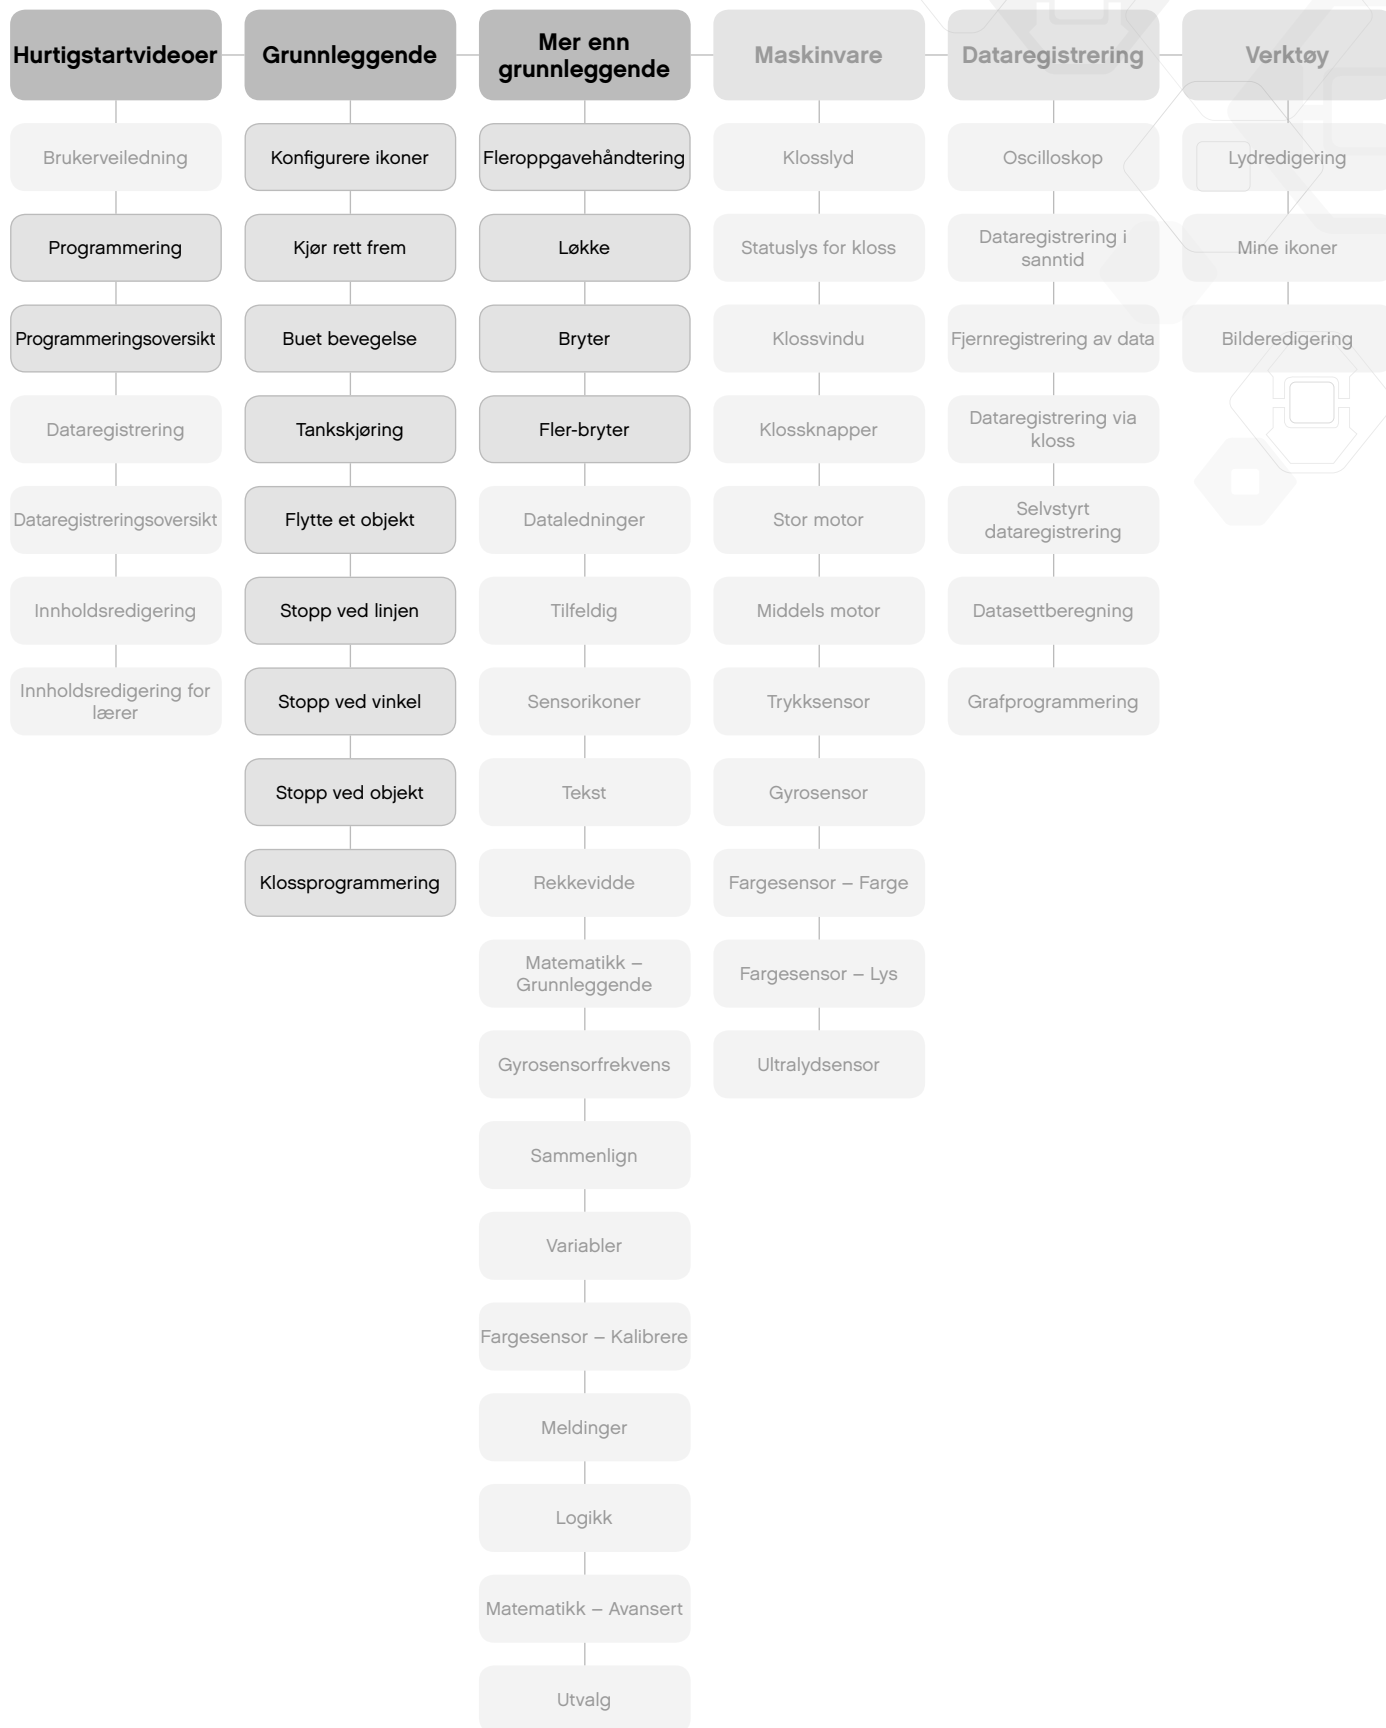 Hurtigstartvideoer
Brukerveiledning
Programmering
Programmeringsoversikt
Dataregistrering
Dataregistreringsoversikt
Innholdsredigering
Innholdsredigering for
lærer
Grunnleggende
Konfigurere ikoner
Kjør rett frem
Buet bevegelse
Tankskjøring
Flytte et objekt
Stopp ved linjen
Stopp ved vinkel
Stopp ved objekt
Klossprogrammering
Mer enn
grunnleggende
Fleroppgavehåndtering
Løkke
Bryter
Fler-bryter
Dataledninger
Tilfeldig
Sensorikoner
Tekst
Rekkevidde
Matematikk –
Grunnleggende
Gyrosensorfrekvens
Sammenlign
Variabler
Fargesensor – Kalibrere
Meldinger
Logikk
Matematikk – Avansert
Utvalg
Maskinvare
Klosslyd
Statuslys for kloss
Klossvindu
Klossknapper
Stor motor
Middels motor
Trykksensor
Gyrosensor
Fargesensor – Farge
Fargesensor – Lys
Ultralydsensor
Dataregistrering
Oscilloskop
Dataregistrering i
sanntid
Fjernregistrering av data
Dataregistrering via
kloss
Selvstyrt
dataregistrering
Datasettberegning
Grafprogrammering
Verktøy
Lydredigering
Mine ikoner
Bilderedigering